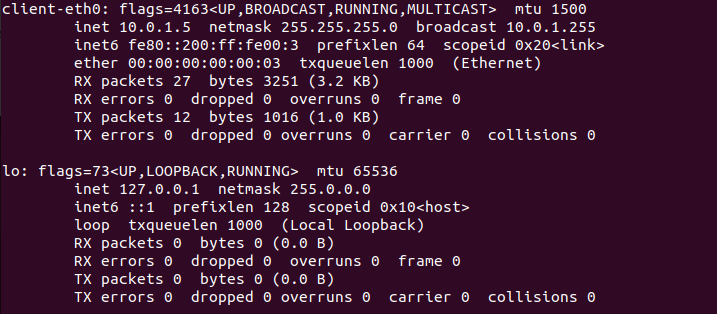 client-eth0: flags=4163<UP,BROADCAST,RUNNING,MULTICAST>  mtu 1500
        inet 10.0.1.5  netmask 255.255.255.0  broadcast 10.0.1.255
        inet6 fe80::200:ff:fe00:3  prefixlen 64  scopeid 0x20<link>
        ether 00:00:00:00:00:03  txqueuelen 1000  (Ethernet)
        RX packets 27  bytes 3251 (3.2 KB)
        RX errors 0  dropped 0  overruns 0  frame 0
        TX packets 12  bytes 1016 (1.0 KB)
        TX errors 0  dropped 0 overruns 0  carrier 0  collisions 0

lo: flags=73<UP,LOOPBACK,RUNNING>  mtu 65536
        inet 127.0.0.1  netmask 255.0.0.0
        inet6 ::1  prefixlen 128  scopeid 0x10<host>
        loop  txqueuelen 1000  (Local Loopback)
        RX packets 0  bytes 0 (0.0 B)
        RX errors 0  dropped 0  overruns 0  frame 0
        TX packets 0  bytes 0 (0.0 B)
        TX errors 0  dropped 0 overruns 0  carrier 0  collisions 0